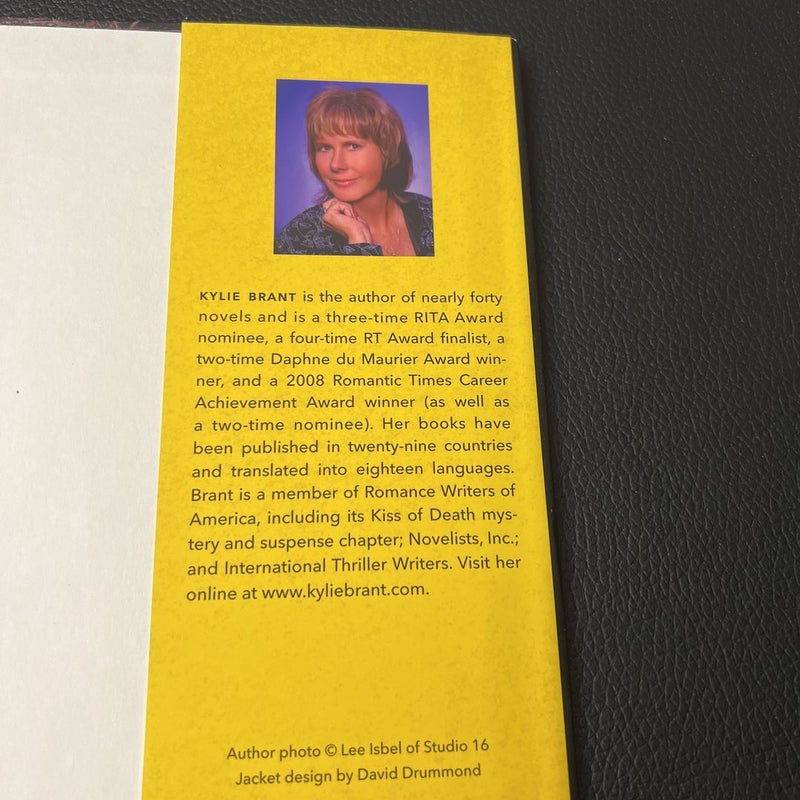 KYLIE BRANT is the author of nearly forty
novels and is a three-time RITA Award
nominee, a four-time RT Award finalist, a
two-time Daphne du Maurier Award win-
ner, and a 2008 Romantic Times Career
Achievement Award winner (as well as
a two-time nominee). Her books have
been published in twenty-nine countries
and translated into eighteen languages.
Brant is a member of Romance Writers of
America, including its Kiss of Death mys-
tery and suspense chapter; Novelists, Inc.;
and International Thriller Writers. Visit her
online at www.kyliebrant.com.
Author photo © Lee Isbel of Studio 16
Jacket design by David Drummond